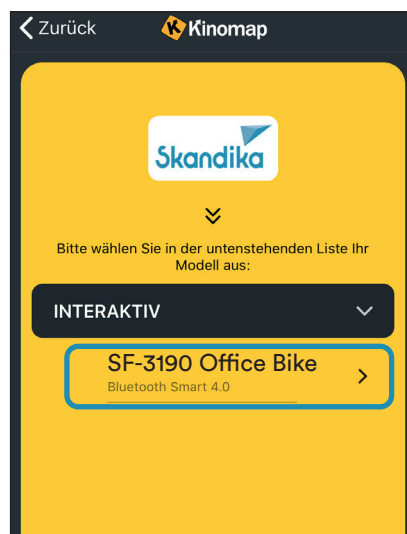 Zurück
Kinomap
Skandika
Bitte wählen Sie in der untenstehenden Liste Ihr
Modell aus:
INTERAKTIV
SF-3190 Office Bike
Bluetooth Smart 4.0